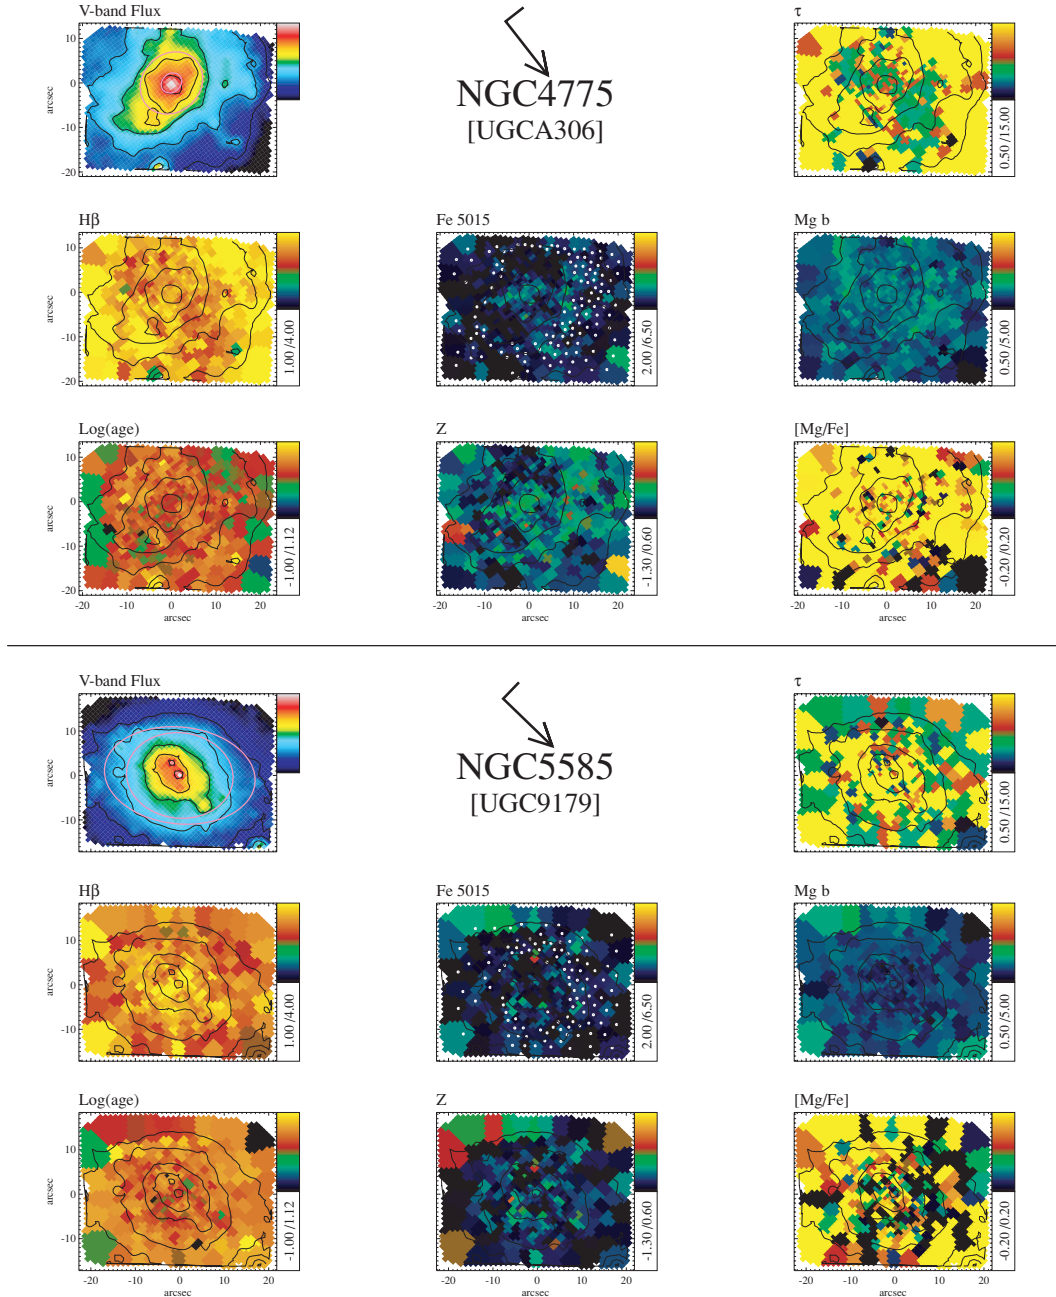 V-band Flux
NGC4775
[UGCA306]
τ
10
0
-10
-20
arcsec
0.50 /15.00
Hβ
Fe 5015
Mg b
10
0
-10
-20
arcsec
1.00 /4.00
2.00 /6.50
0.50 /5.00
Log(age)
Z
[Mg/Fe]
10
0
-10
-20
arcsec
-1.00 /1.12
-1.30 /0.60
-0.20 /0.20
-20 -10 0 10 20
-20 -10 0 10 20
-20 -10 0 10 20
arcsec
arcsec
arcsec
V-band Flux
NGC5585
[UGC9179]
τ
10
0
-10
arcsec
0.50 /15.00
Hβ
Fe 5015
Mg b
10
0
-10
arcsec
1.00 /4.00
2.00 /6.50
0.50 /5.00
Log(age)
Z
[Mg/Fe]
10
0
-10
arcsec
-1.00 /1.12
-1.30 /0.60
-0.20 /0.20
-20 -10 0 10 20
-20 -10 0 10 20
-20 -10 0 10 20
arcsec
arcsec
arcsec